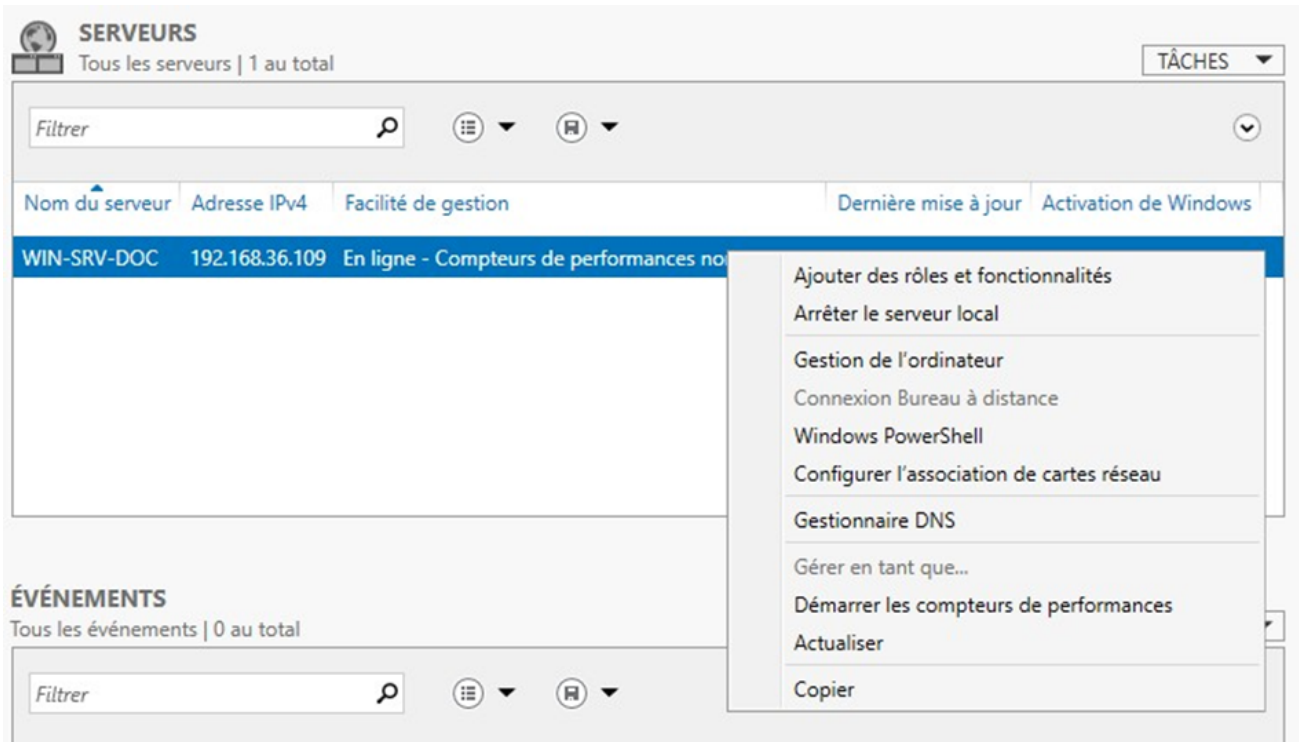 SERVEURS
Tous les serveurs | 1 au total
TÂCHES
Filtrer
Nom du serveur Adresse IPv4 Facilité de gestion Dernière mise à jour Activation de Windows
WIN-SRV-DOC 192.168.36.109 En ligne - Compteurs de performances
Ajouter des rôles et fonctionnalités
Arrêter le serveur local
Gestion de l'ordinateur
Connexion Bureau à distance
Windows PowerShell
Configurer l'association de cartes réseau
Gestionnaire DNS
Gérer en tant que...
Démarrer les compteurs de performances
Actualiser
Copier
ÉVÉNEMENTS
Tous les événements | 0 au total
Filtrer